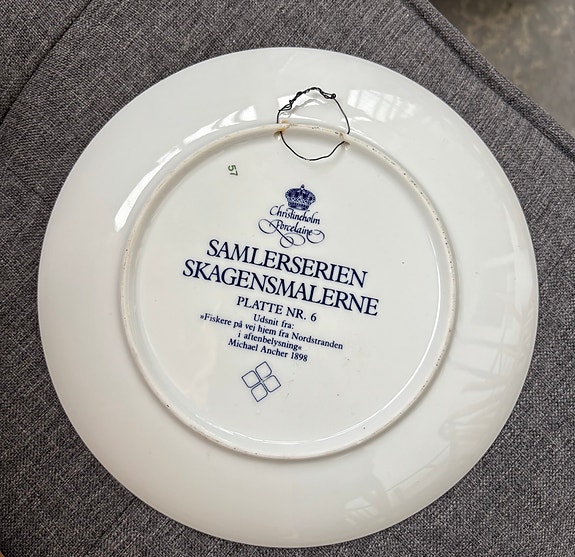 57
Christineholm
Porcelaine
SAMLERSERIEN
SKAGENSMALERNE
PLATTE NR. 6
Udsnit fra:
»Fiskere på vej hjem fra Nordstranden
i aftenbelysning«
Michael Ancher 1898